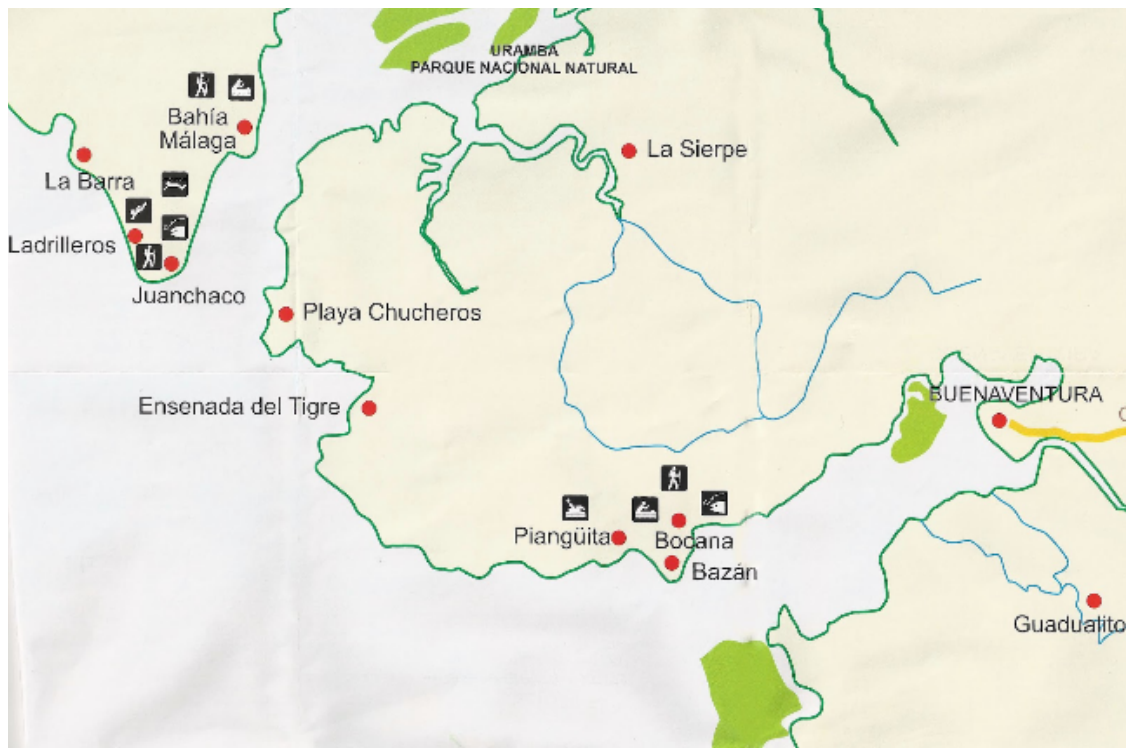 URAMBA
PARQUE NACIONAL NATURAL
Bahía
Málaga
La Sierpe
La Barra
Ladrilleros
Juanchaco
Playa Chucheros
Ensenada del Tigre
BUENAVENTURA
Piangüita
Bocana
Bazán
Guadualito